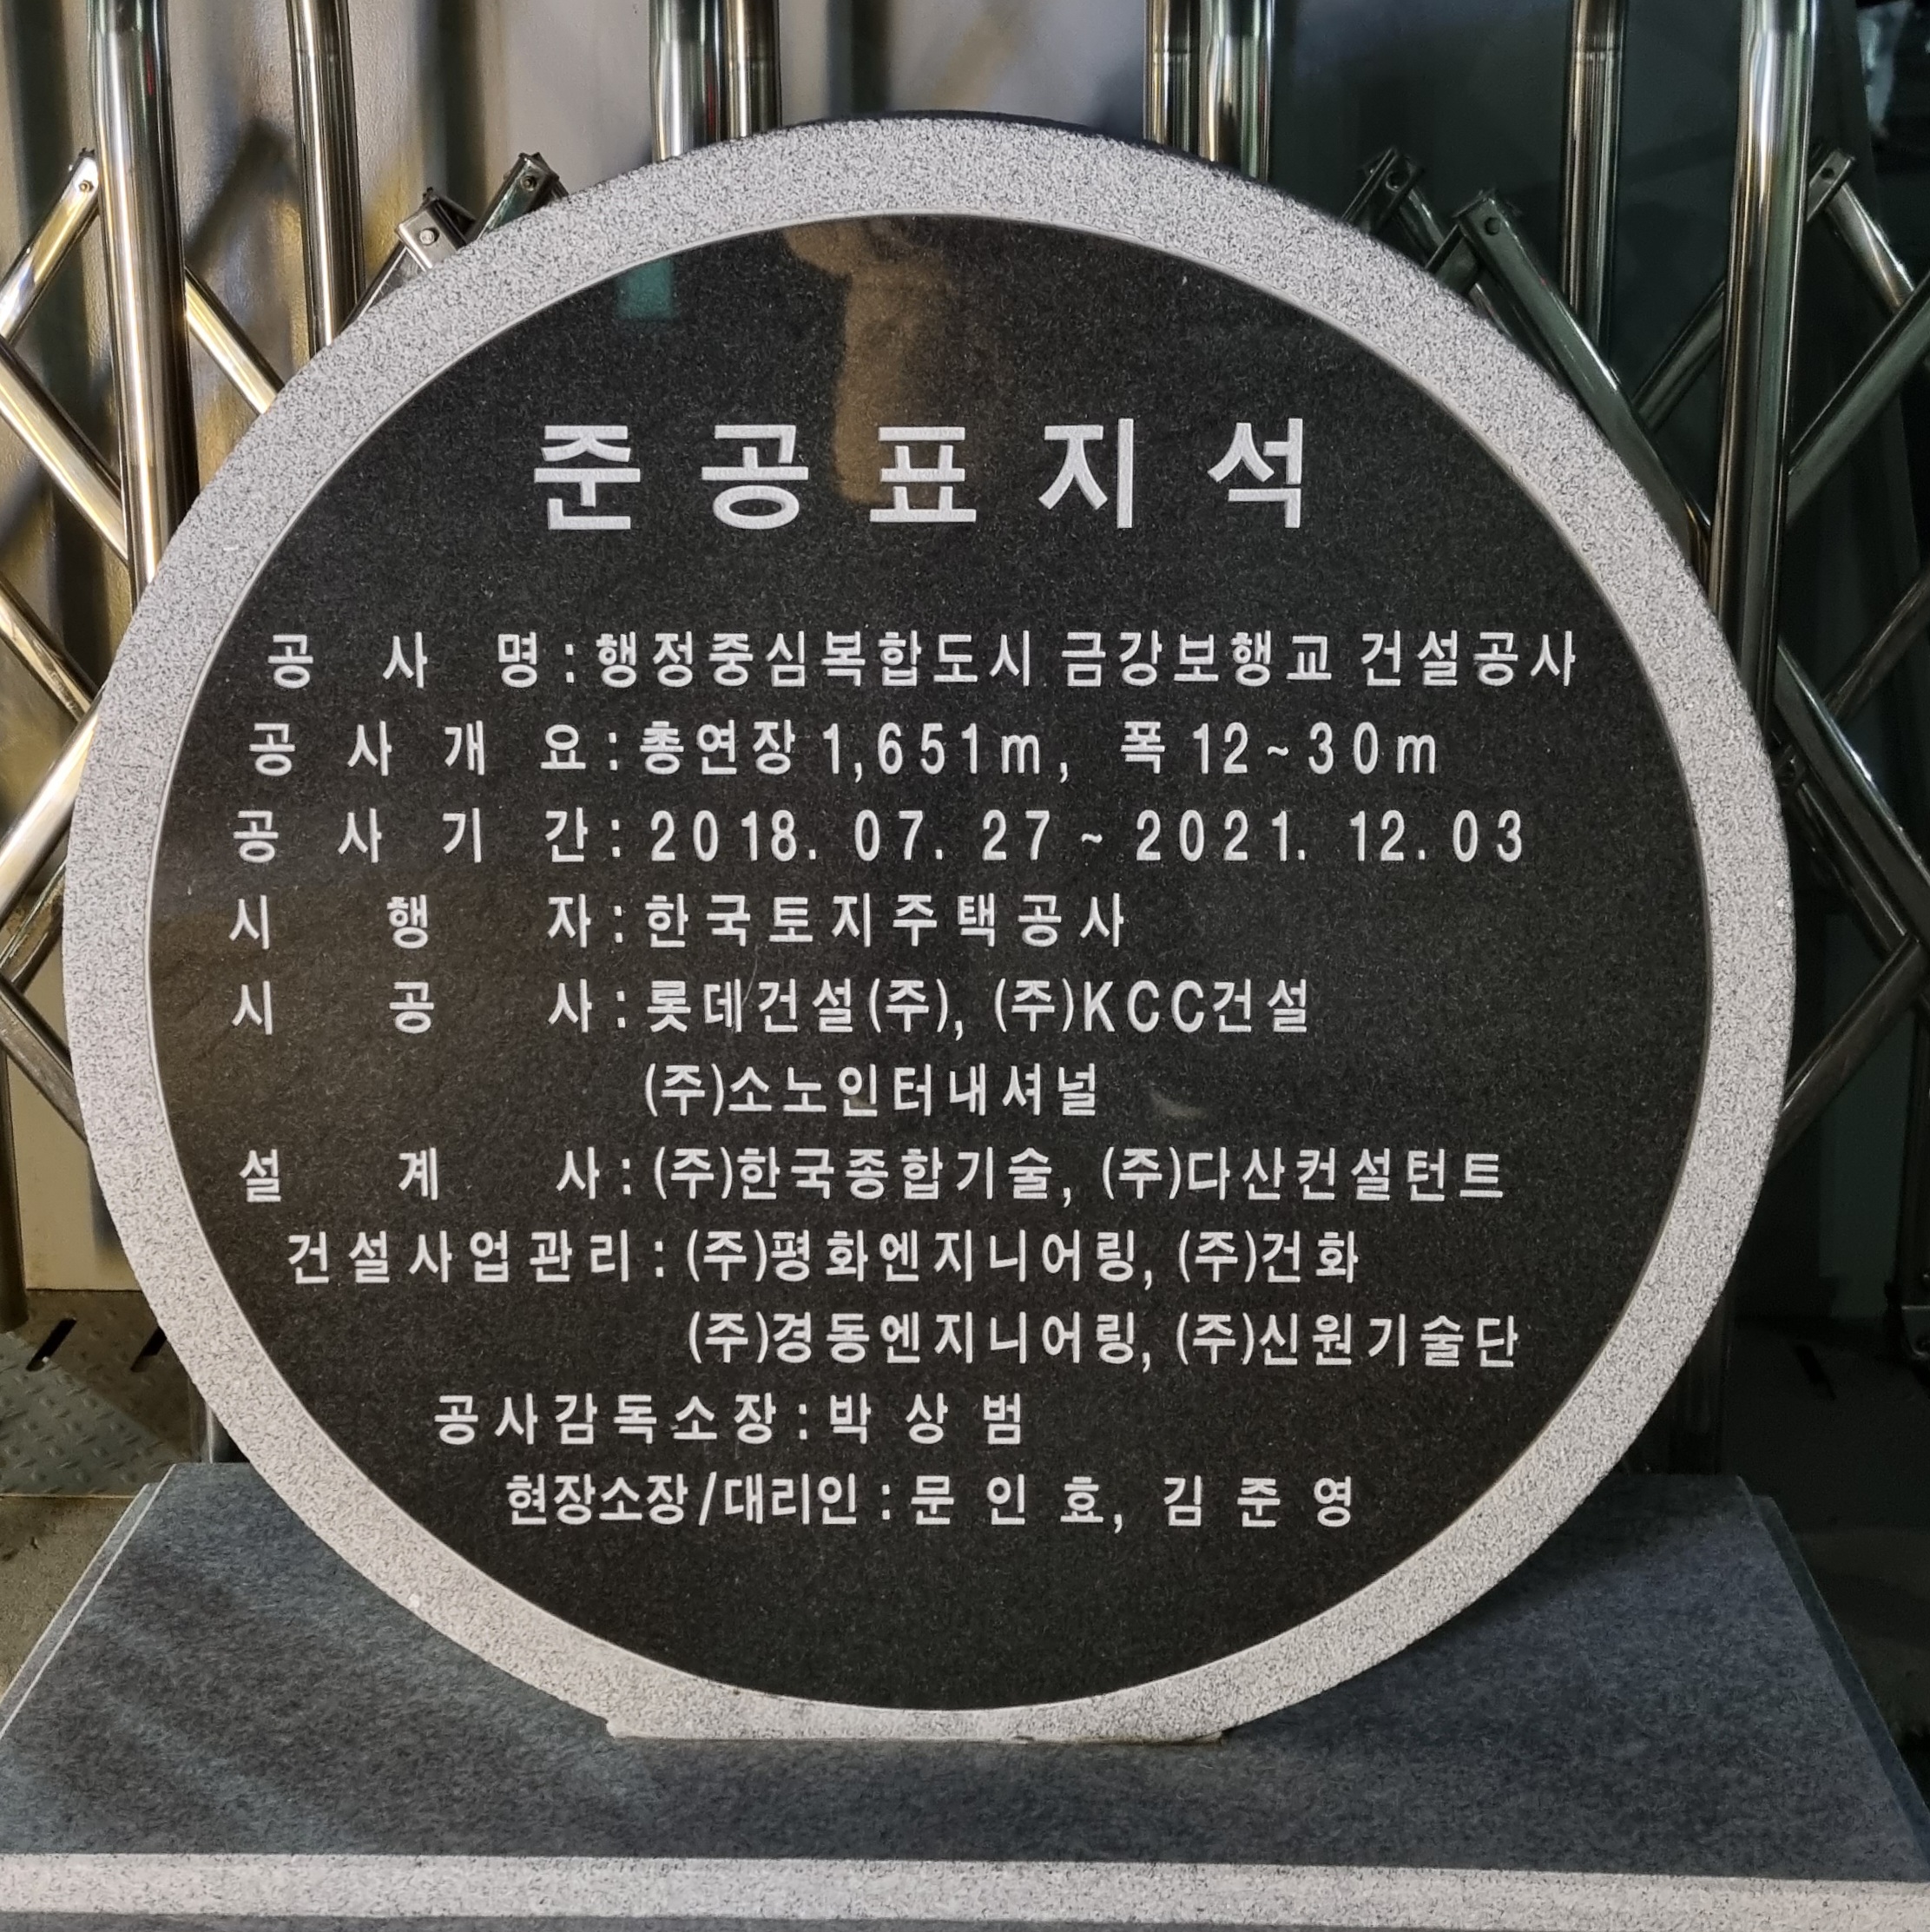 준공표지석
공사명 : 행정중심복합도시 금강보행교 건설공사
공사개요 : 총연장 1,651m, 폭 12~30m
공사기간 : 2018. 07. 27 ~ 2021. 12. 03
시행자 : 한국토지주택공사
시공사 : 롯데건설(주), (주)KCC건설
(주)소노인터내셔널
설계사 : (주)한국종합기술, (주)다산컨설턴트
건설사업관리 : (주)평화엔지니어링, (주)건화
(주)경동엔지니어링, (주)신원기술단
공사감독소장 : 박상범
현장소장/대리인 : 문인효, 김준영